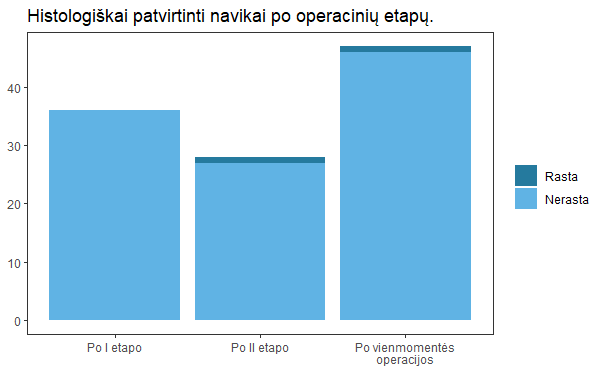 Histologiškai patvirtinti navikai po operacinių etapų.
40
30
20
10
0
Po I etapo
Po II etapo
Po vienmomentės
operacijos
Rasta
Nerasta